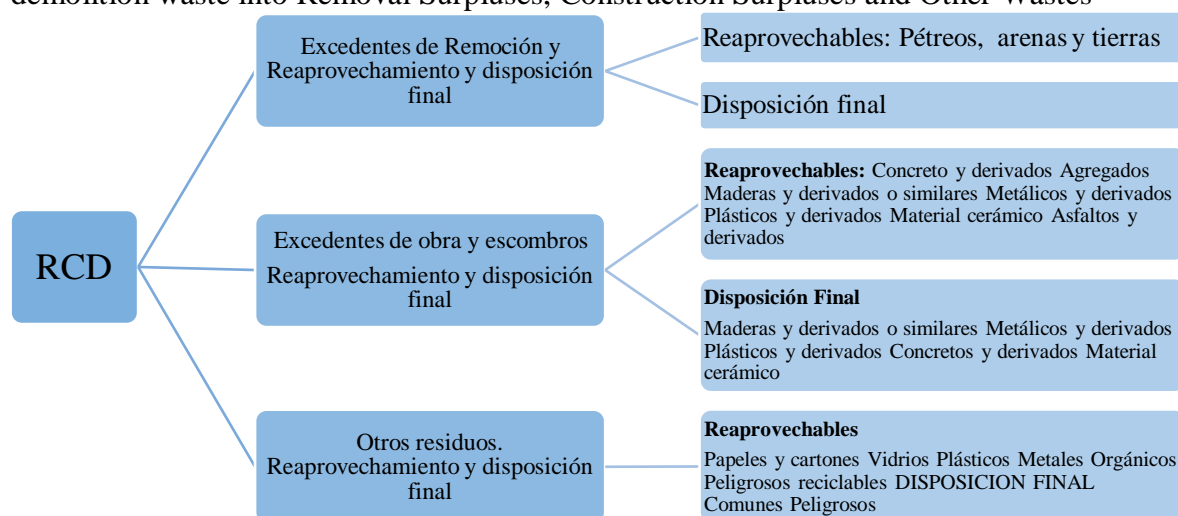 demolition waste into Removal Surpluses, Construction Surpluses and Other Wastes
RCD
Excedentes de Remoción y
Reaprovechamiento y disposición
final
Reaprovechables: Pétreos, arenas y tierras
Disposición final
Excedentes de obra y escombros
Reaprovechamiento y disposición
final
Reaprovechables: Concreto y derivados Agregados
Maderas y derivados o similares Metálicos y derivados
Plásticos y derivados Material cerámico Asfaltos y
derivados
Disposición Final
Maderas y derivados o similares Metálicos y derivados
Plásticos y derivados Concretos y derivados Material
cerámico
Otros residuos.
Reaprovechamiento y disposición
final
Reaprovechables
Papeles y cartones Vidrios Plásticos Metales Orgánicos
Peligrosos reciclables DISPOSICION FINAL
Comunes Peligrosos